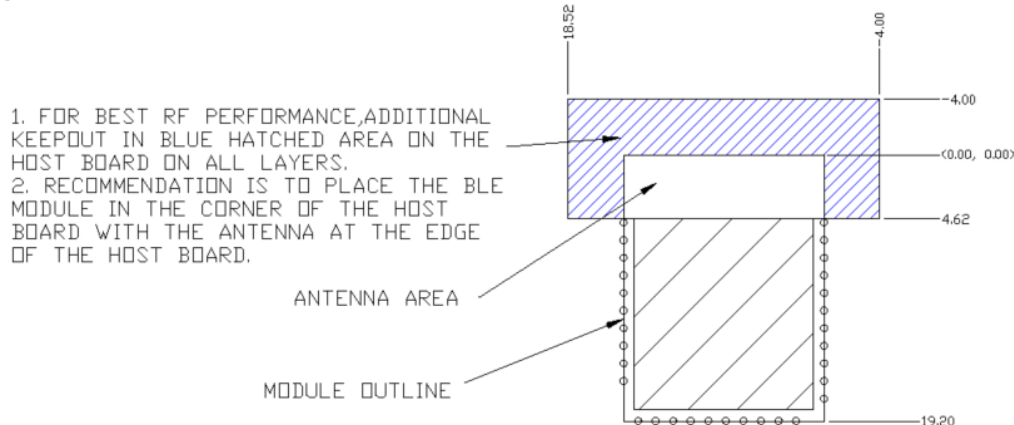 18.52
-4.00
1. FOR BEST RF PERFORMANCE,ADDITIONAL
KEEPOUT IN BLUE HATCHED AREA ON THE
HOST BOARD ON ALL LAYERS.
2. RECOMMENDATION IS TO PLACE THE BLE
MODULE IN THE CORNER OF THE HOST
BOARD WITH THE ANTENNA AT THE EDGE
OF THE HOST BOARD.
-4.00
(0.00, 0.00)
4.62
ANTENNA AREA
MODULE OUTLINE
19.20